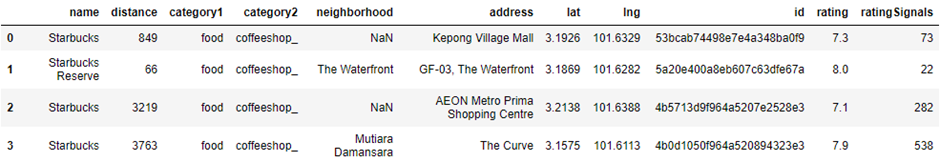 name distance category1 category2 neighborhood address lat lng id rating ratingSignals
0 Starbucks 849 food coffeeshop_ NaN Kepong Village Mall 3.1926 101.6329 53bcab74498e7e4a348ba0f9 7.3 73
1 Starbucks Reserve 66 food coffeeshop_ The Waterfront GF-03, The Waterfront 3.1869 101.6282 5a20e400a8eb607c63dfe67a 8.0 22
2 Starbucks 3219 food coffeeshop_ NaN AEON Metro Prima Shopping Centre 3.2138 101.6388 4b5713d9f964a5207e2528e3 7.1 282
3 Starbucks 3763 food coffeeshop_ Mutiara Damansara The Curve 3.1575 101.6113 4b0d1050f964a520894323e3 7.9 538